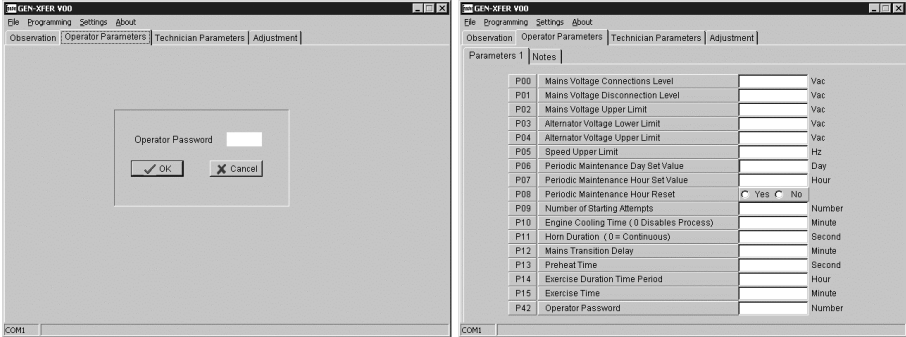 GEN-XFER V00
File Programming Settings About
Observation Operator Parameters Technician Parameters Adjustment
Operator Password
OK Cancel
COM1
GEN-XFER V00
File Programming Settings About
Observation Operator Parameters Technician Parameters Adjustment
Parameters 1 Notes
P00 Mains Voltage Connections Level Vac
P01 Mains Voltage Disconnection Level Vac
P02 Mains Voltage Upper Limit Vac
P03 Alternator Voltage Lower Limit Vac
P04 Alternator Voltage Upper Limit Vac
P05 Speed Upper Limit Hz
P06 Periodic Maintenance Day Set Value Day
P07 Periodic Maintenance Hour Set Value Hour
P08 Periodic Maintenance Hour Reset Yes No
P09 Number of Starting Attempts Number
P10 Engine Cooling Time ( 0 Disables Process) Minute
P11 Horn Duration ( 0 = Continuous) Second
P12 Mains Transition Delay Minute
P13 Preheat Time Second
P14 Exercise Duration Time Period Hour
P15 Exercise Time Minute
P42 Operator Password Number
COM1